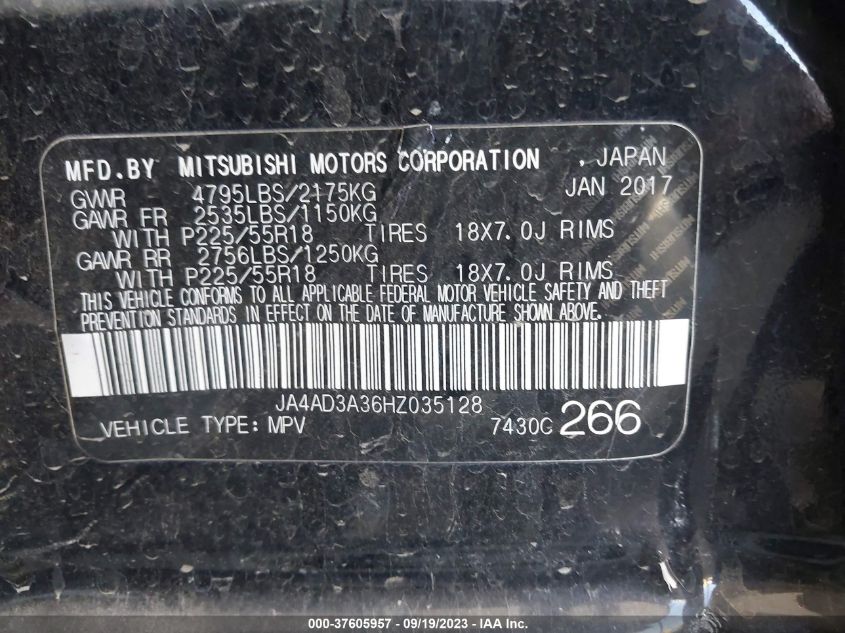 MFD.BY MITSUBISHI MOTORS CORPORATION , JAPAN
GVWR 4795LBS/2175KG JAN 2017
GAWR FR 2535LBS/1150KG
WITH P225/55R18 TIRES 18X7.0J RIMS
GAWR RR 2756LBS/1250KG
WITH P225/55R18 TIRES 18X7.0J RIMS
THIS VEHICLE CONFORMS TO ALL APPLICABLE FEDERAL MOTOR VEHICLE SAFETY AND THEFT
PREVENTION STANDARDS IN EFFECT ON THE DATE OF MANUFACTURE SHOWN ABOVE.
JA4AD3A36HZ035128
VEHICLE TYPE: MPV 7430C 266
MITSUBISHI
MITSUBISHI
000-37605957 - 09/19/2023 - IAA Inc.